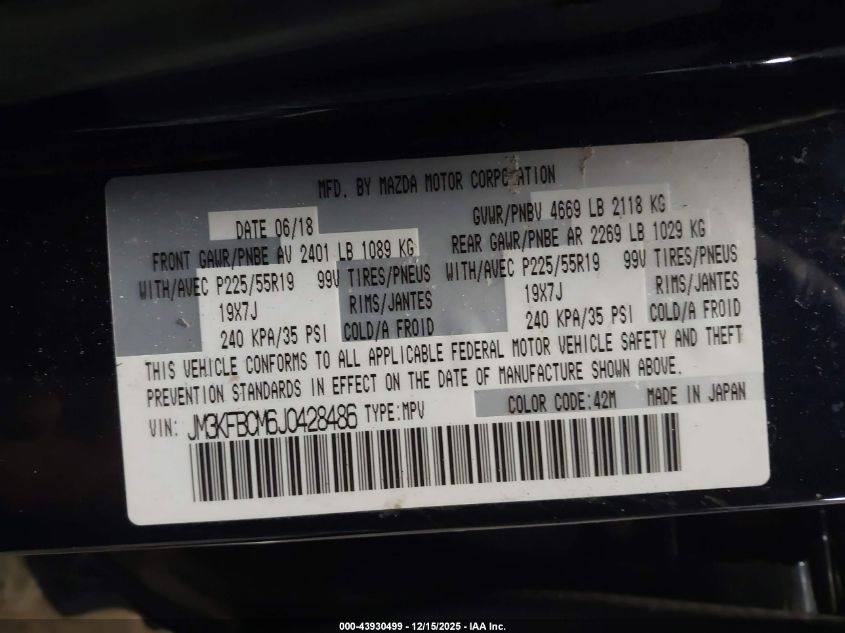 MFD. BY MAZDA MOTOR CORPORATION
DATE 06/18 GVWR/PNBV 4669 LB 2118 KG
FRONT GAWR/PNBE AV 2401 LB 1089 KG REAR GAWR/PNBE AR 2269 LB 1029 KG
WITH/AVEC P225/55R19 99V TIRES/PNEUS WITH/AVEC P225/55R19 99V TIRES/PNEUS
19X7J RIMS/JANTES 19X7J RIMS/JANTES
240 KPA/35 PSI COLD/A FROID 240 KPA/35 PSI COLD/A FROID
THIS VEHICLE CONFORMS TO ALL APPLICABLE FEDERAL MOTOR VEHICLE SAFETY AND THEFT
PREVENTION STANDARDS IN EFFECT ON THE DATE OF MANUFACTURE SHOWN ABOVE.
VIN: JM3KFBCM6J0428486 TYPE:MPV COLOR CODE:42M MADE IN JAPAN
000-43930499 - 12/15/2025 - IAA Inc.